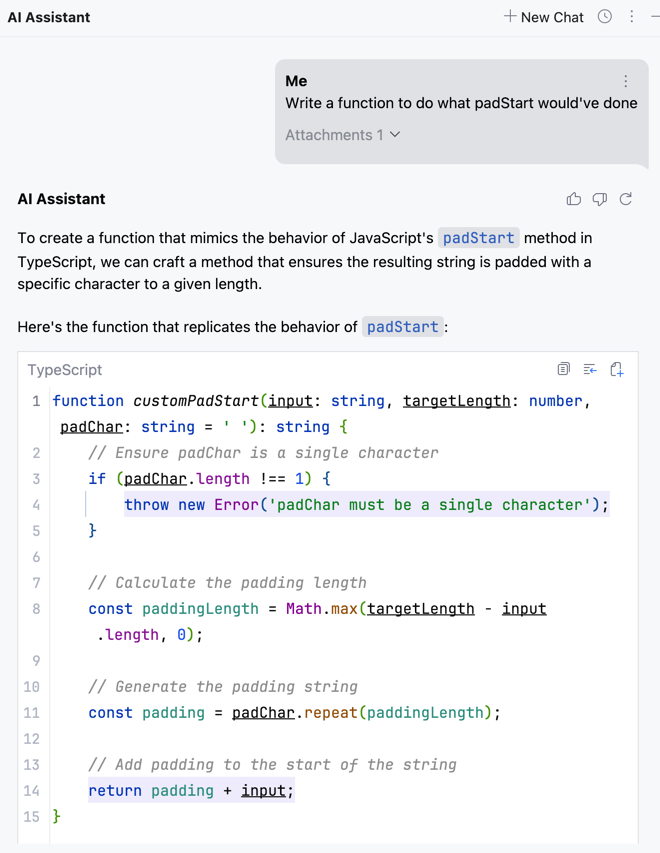 AI Assistant
New Chat
Me
Write a function to do what padStart would've done
Attachments 1
AI Assistant
To create a function that mimics the behavior of JavaScript's padStart method in
TypeScript, we can craft a method that ensures the resulting string is padded with a
specific character to a given length.
Here's the function that replicates the behavior of padStart:
TypeScript
1 function customPadStart(input: string, targetLength: number,
padChar: string = ' '): string {
2 // Ensure padChar is a single character
3 if (padChar.length !== 1) {
4 throw new Error('padChar must be a single character');
5 }
6
7 // Calculate the padding length
8 const paddingLength = Math.max(targetLength - input
.length, 0);
9
10 // Generate the padding string
11 const padding = padChar.repeat(paddingLength);
12
13 // Add padding to the start of the string
14 return padding + input;
15 }